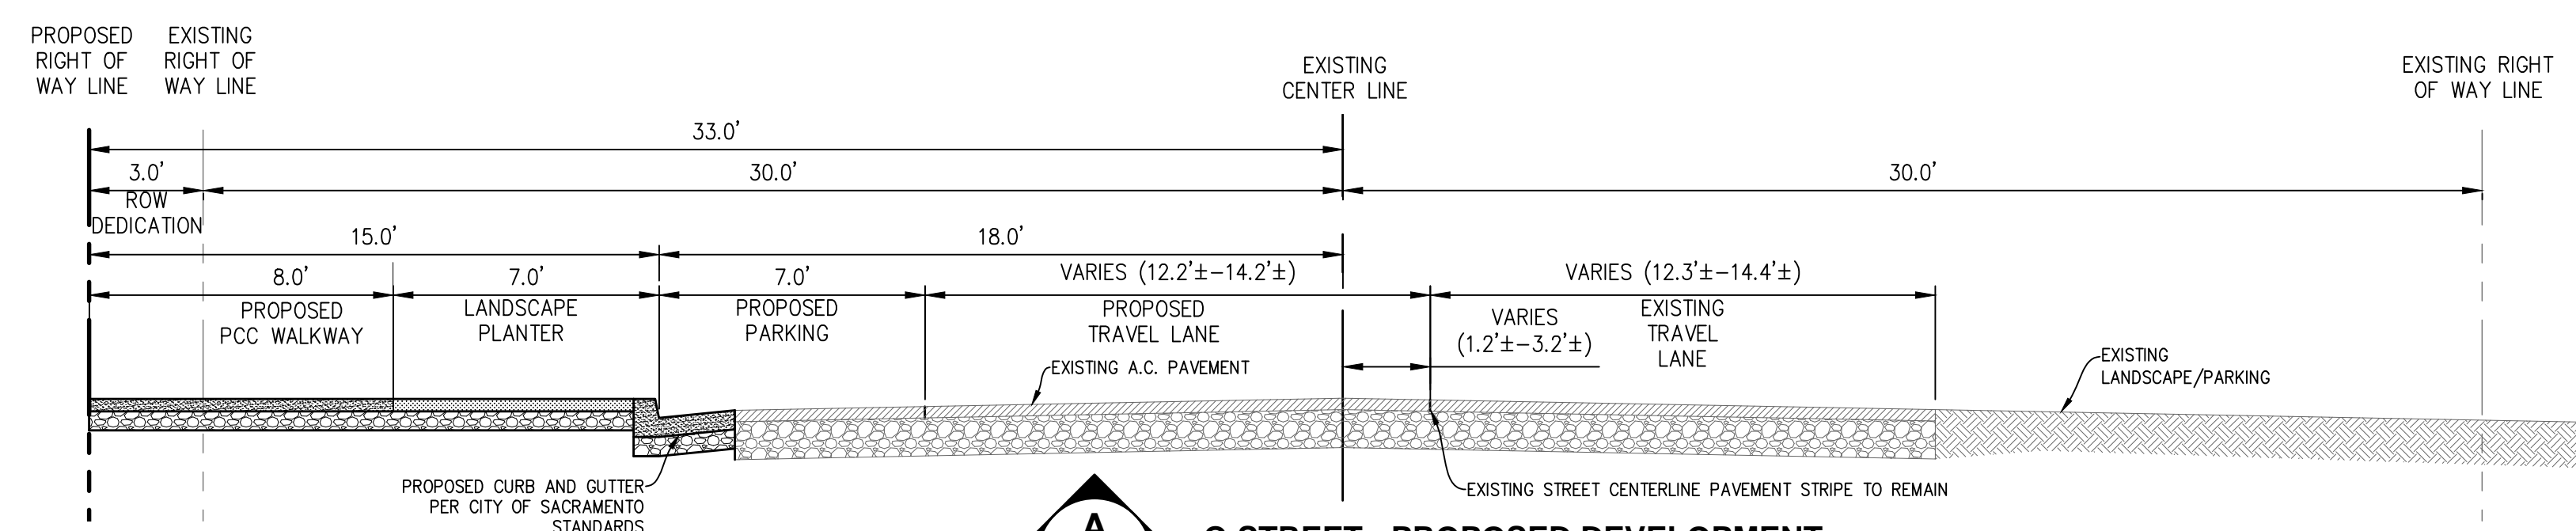 PROPOSED
RIGHT OF
WAY LINE
EXISTING
RIGHT OF
WAY LINE
EXISTING
CENTER LINE
EXISTING RIGHT
OF WAY LINE
33.0'
3.0'
30.0'
30.0'
ROW
DEDICATION
15.0'
18.0'
8.0'
7.0'
7.0'
VARIES (12.2'±-14.2'±)
VARIES (12.3'±-14.4'±)
PROPOSED
PCC WALKWAY
LANDSCAPE
PLANTER
PROPOSED
PARKING
PROPOSED
TRAVEL LANE
VARIES
(1.2'±-3.2'±)
EXISTING
TRAVEL
LANE
EXISTING A.C. PAVEMENT
EXISTING
LANDSCAPE/PARKING
PROPOSED CURB AND GUTTER
PER CITY OF SACRAMENTO
STANDARDS
EXISTING STREET CENTERLINE PAVEMENT STRIPE TO REMAIN
A
STREET - PROPOSED DEVELOPMENT